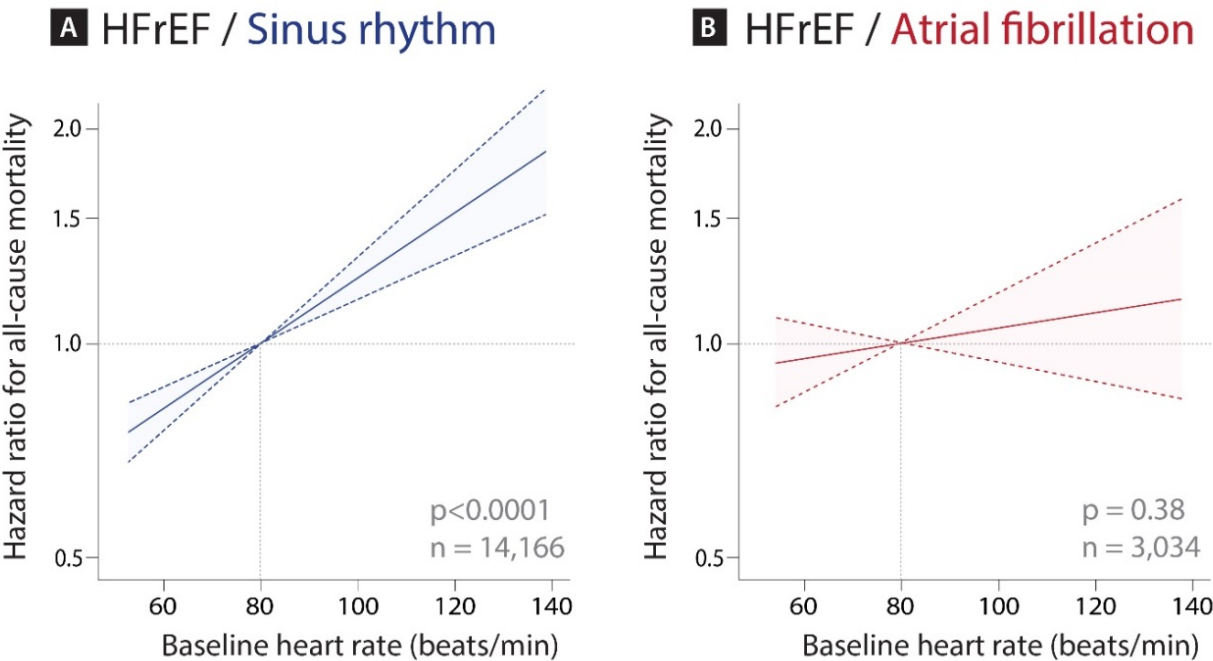 A HFrEF / Sinus rhythm
Hazard ratio for all-cause mortality
2.0
1.5
1.0
0.5
p<0.0001
n = 14,166
60 80 100 120 140
Baseline heart rate (beats/min)
B HFrEF / Atrial fibrillation
Hazard ratio for all-cause mortality
2.0
1.5
1.0
0.5
p = 0.38
n = 3,034
60 80 100 120 140
Baseline heart rate (beats/min)